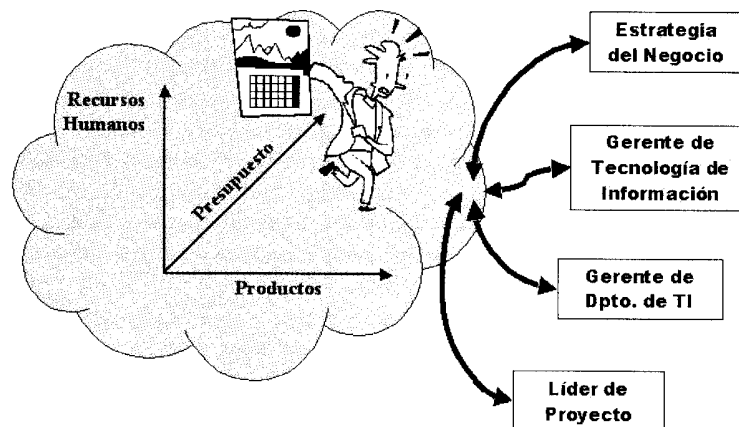 Recursos
Humanos
Presupuesto
Productos
Estrategia
del Negocio
Gerente de
Tecnología de
Información
Gerente de
Dpto. de TI
Líder de
Proyecto